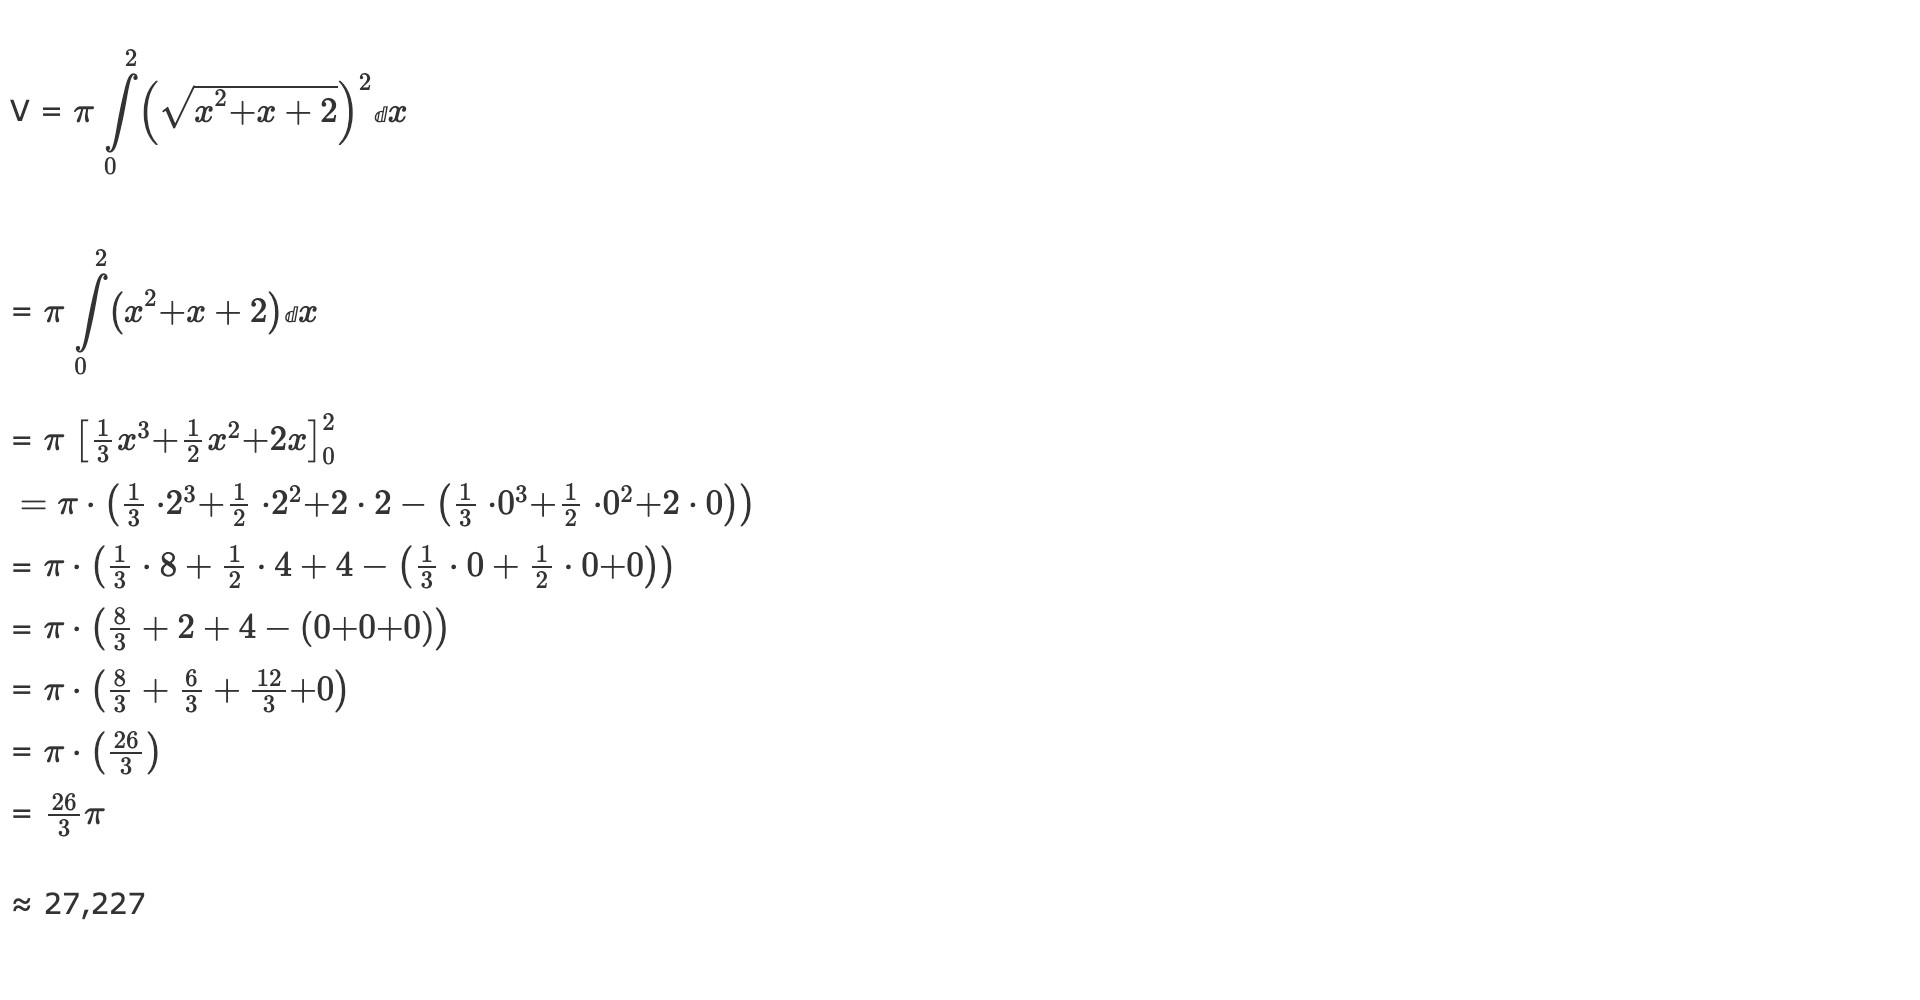 V = π ∫₀² (√(x²+x + 2))² ⅆx
= π ∫₀² (x²+x + 2) ⅆx
= π [1/3 x³+1/2 x²+2x]₀²
= π · (1/3 ·2³+1/2 ·2²+2 · 2 − (1/3 ·0³+1/2 ·0²+2 · 0))
= π · (1/3 · 8 + 1/2 · 4 + 4 − (1/3 · 0 + 1/2 · 0+0))
= π · (8/3 + 2 + 4 − (0+0+0))
= π · (8/3 + 6/3 + 12/3+0)
= π · (26/3)
= 26/3 π
≈ 27,227